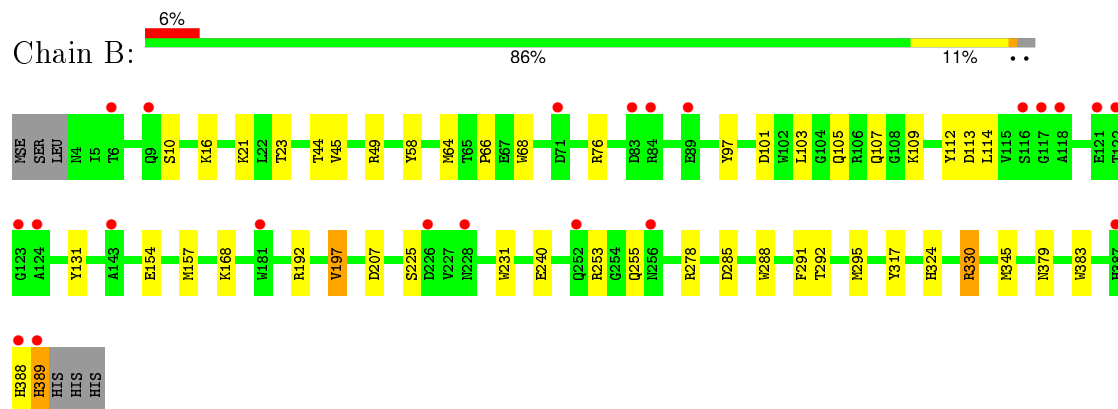 6%
Chain B:
86% 11% • •
MSE SER LEU N4 I5 T6 Q9 S10 K16 K21 L22 T23 T44 V45 R49 Y58 M64 T65 P66 E67 W68 D71 R76 D83 R84 E89 Y97 D101 W102 L103 G104 Q105 R106 Q107 G108 K109 Y112 D113 L114 V115 S116 G117 A118 E121 T122
G123 A124 Y131 A143 E154 M157 K168 W181 R192 V197 D207 S225 D226 V227 N228 W231 E240 Q252 R253 G254 Q255 N256 R278 D285 W288 F291 T292 M295 Y317 H324 R330 M345 N379 W383 H387
H388 H389 HIS HIS HIS